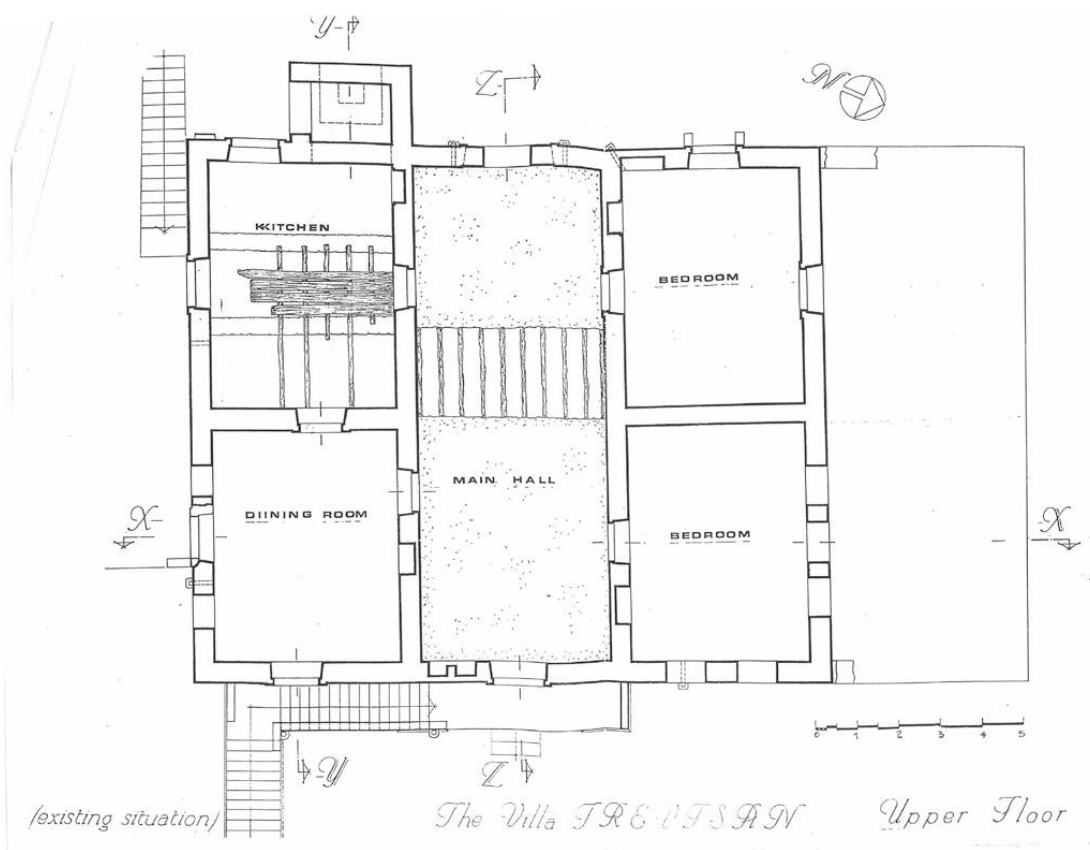 Y-
Z-
N
KKITCHEN
BEDROOM
MAIN HALL
DIINING ROOM
BEDROOM
X-
-X
0 1 2 3 4 5
-Y
Z
(existing situation)
The Villa TREVISAN
Upper Floor